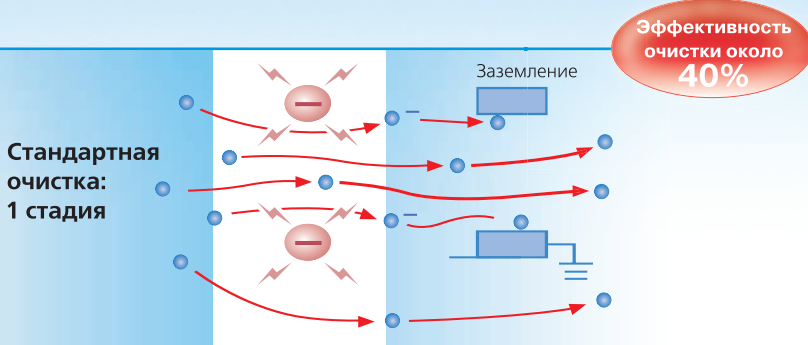 Эффективность
очистки около
40%
Заземление
Стандартная
очистка:
1 стадия